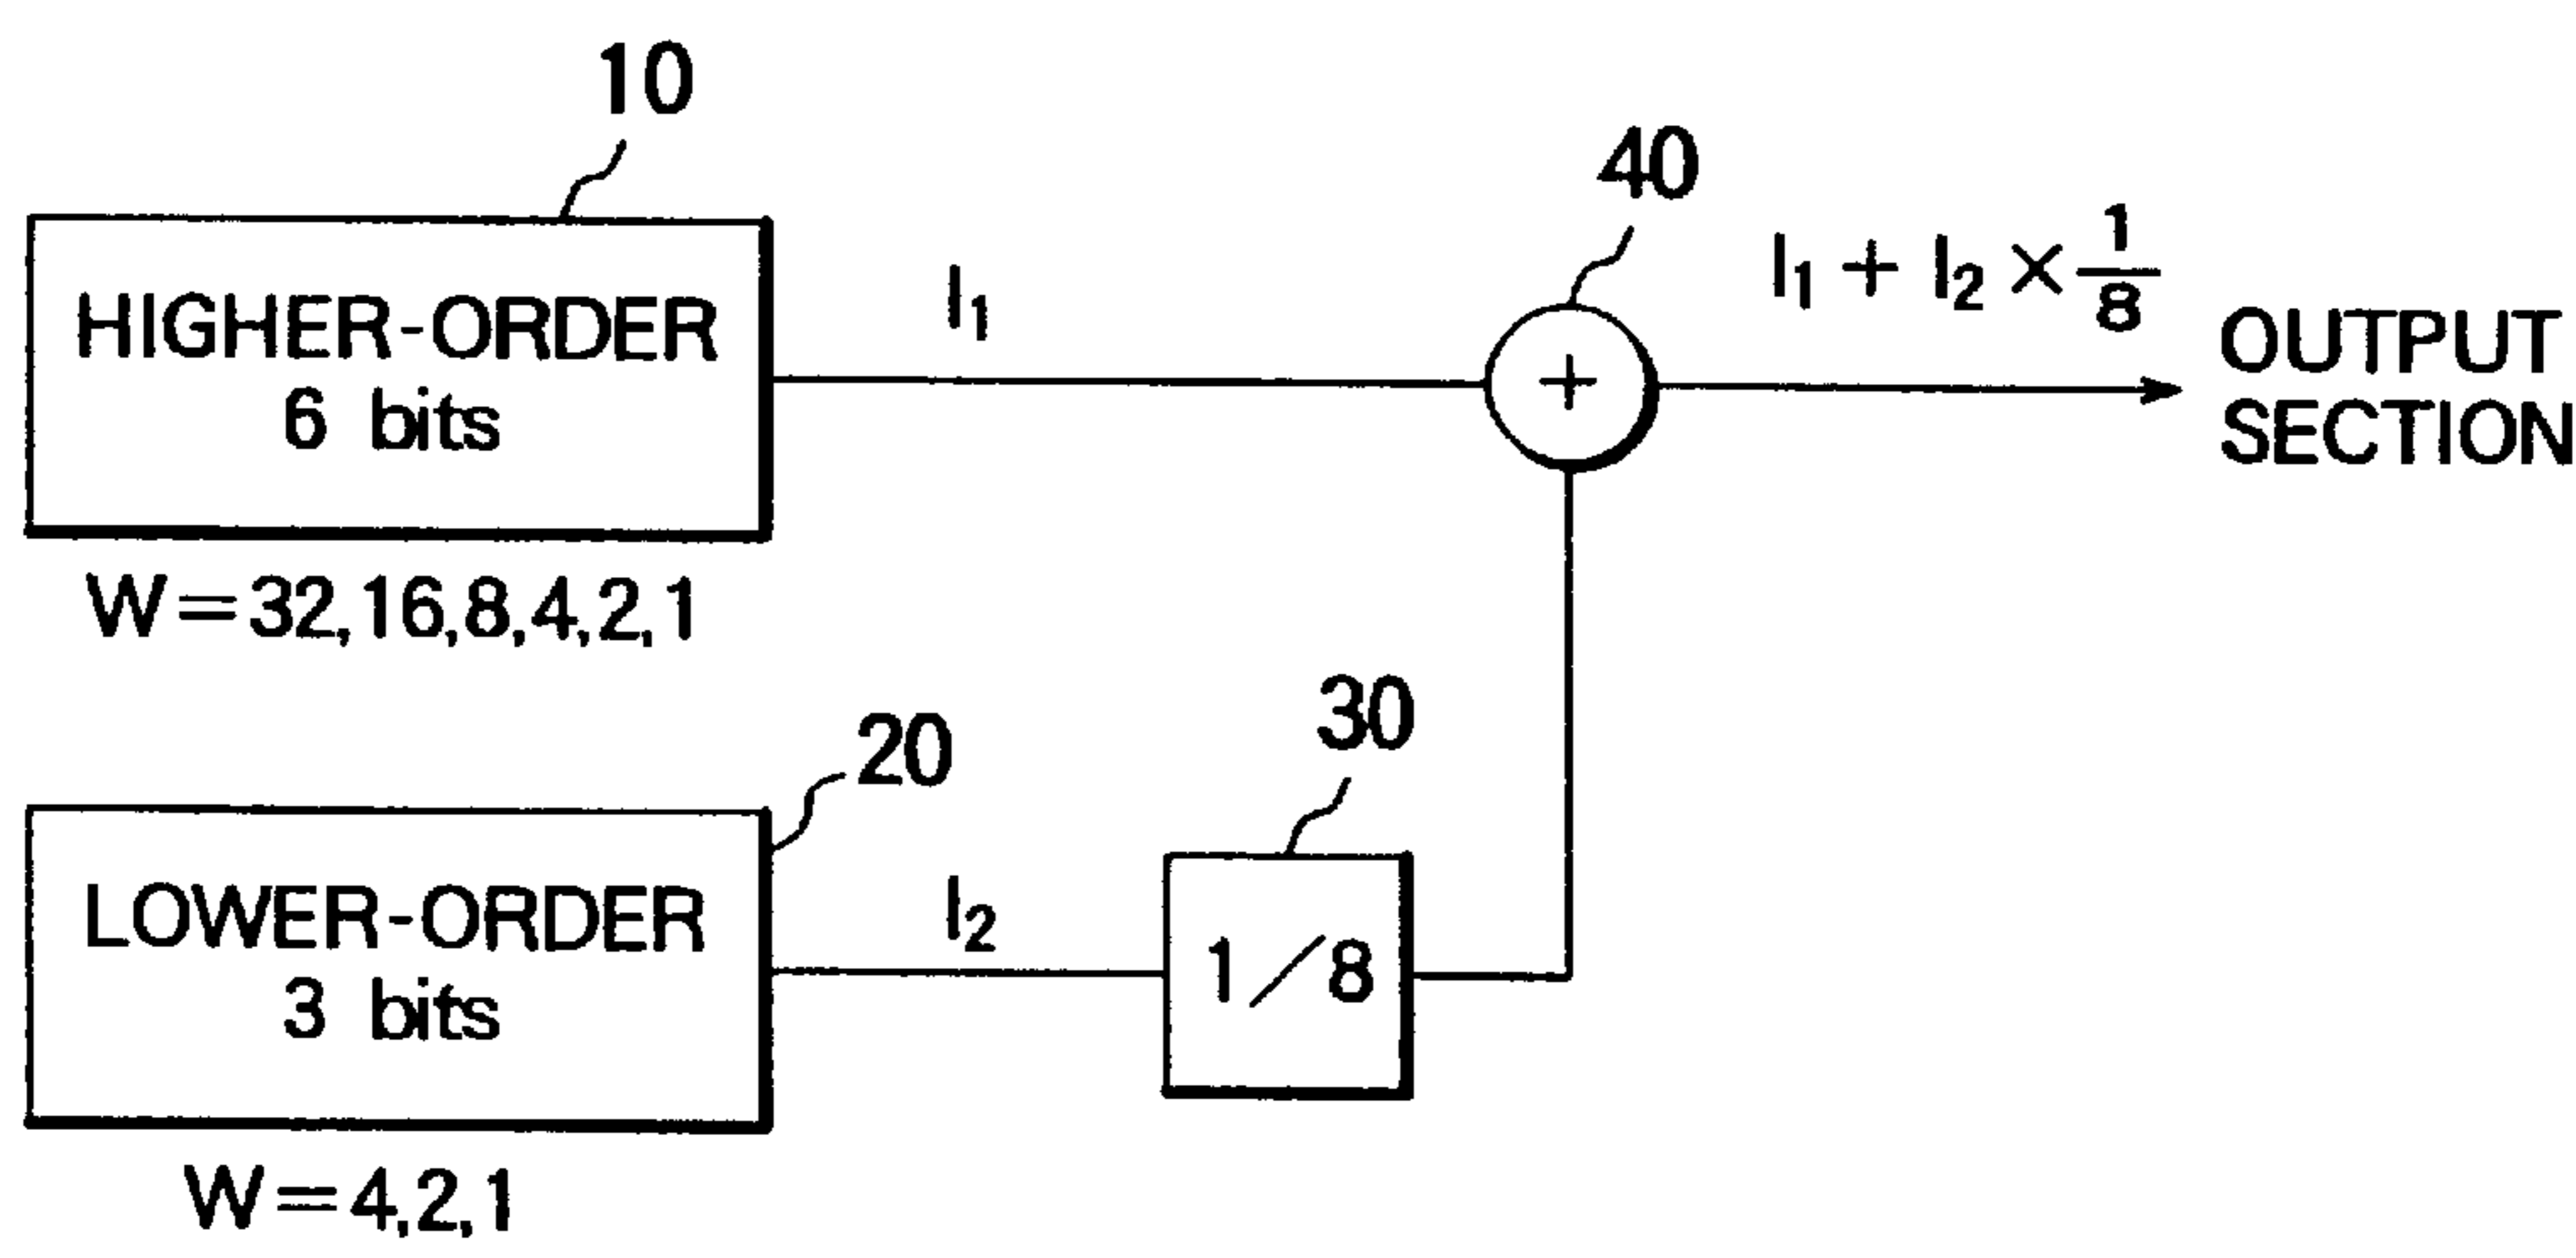 10
HIGHER-ORDER
6 bits
W=32,16,8,4,2,1
I₁
40
+
I₁ + I₂ × 1/8
OUTPUT
SECTION
20
LOWER-ORDER
3 bits
W=4,2,1
I₂
30
1/8